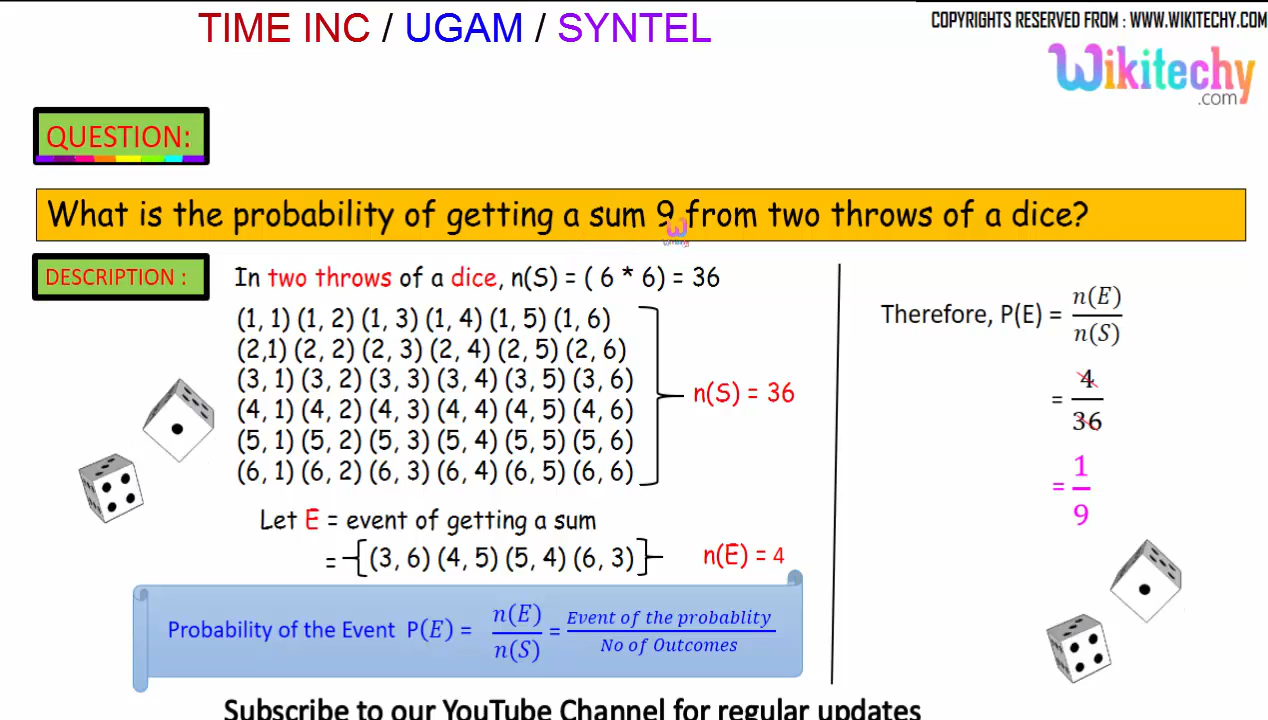 TIME INC / UGAM / SYNTEL
COPYRIGHTS RESERVED FROM : WWW.WIKITECHY.COM
Wikitechy
.com
QUESTION:
What is the probability of getting a sum 9 from two throws of a dice?
DESCRIPTION :
In two throws of a dice, n(S) = ( 6 * 6) = 36
(1, 1) (1, 2) (1, 3) (1, 4) (1, 5) (1, 6)
(2,1) (2, 2) (2, 3) (2, 4) (2, 5) (2, 6)
(3, 1) (3, 2) (3, 3) (3, 4) (3, 5) (3, 6)
(4, 1) (4, 2) (4, 3) (4, 4) (4, 5) (4, 6)
(5, 1) (5, 2) (5, 3) (5, 4) (5, 5) (5, 6)
(6, 1) (6, 2) (6, 3) (6, 4) (6, 5) (6, 6)
n(S) = 36
Let E = event of getting a sum
= {(3, 6) (4, 5) (5, 4) (6, 3)}
n(E) = 4
Probability of the Event P(E) = n(E)/n(S) = Event of the probablity/No of Outcomes
Therefore, P(E) = n(E)/n(S)
= 4/36
= 1/9
Subscribe to our YouTube Channel for regular updates